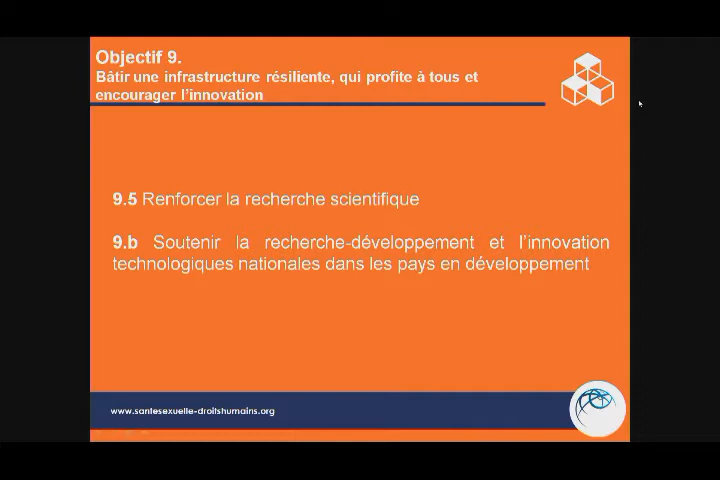 Objectif 9.
Bâtir une infrastructure résiliente, qui profite à tous et
encourager l'innovation
9.5 Renforcer la recherche scientifique
9.b Soutenir la recherche-développement et l'innovation
technologiques nationales dans les pays en développement
www.santesexuelle-droitshumains.org